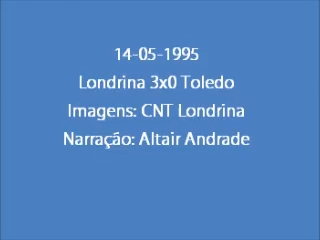 14-05-1995
Londrina 3x0 Toledo
Imagens: CNT Londrina
Narração: Altair Andrade